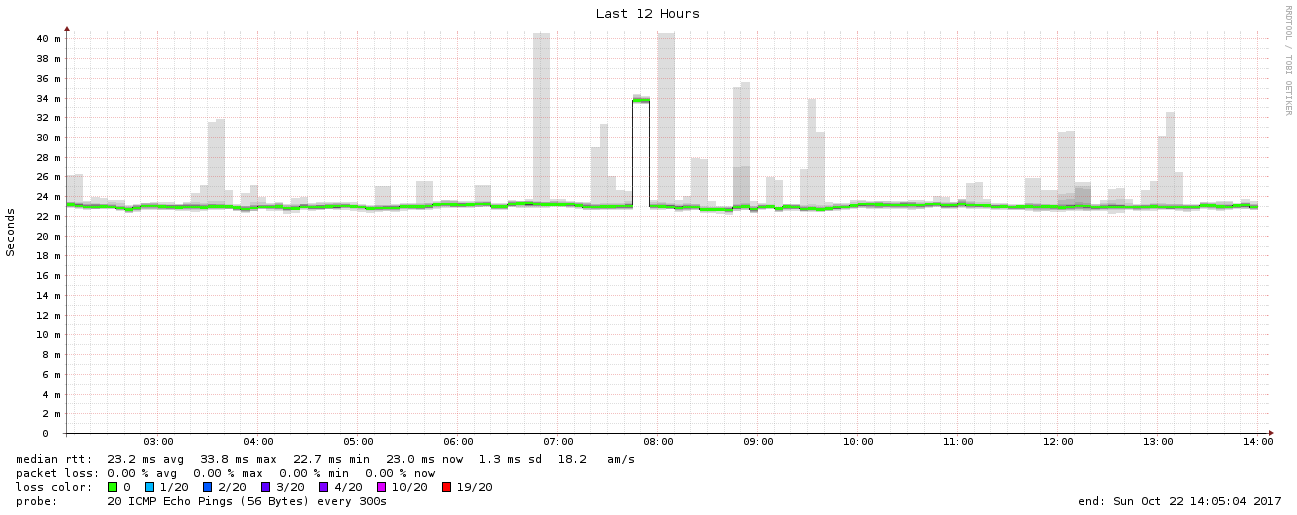 Last 12 Hours
RRDTOOL / TOBI OETIKER
Seconds
40 m
38 m
36 m
34 m
32 m
30 m
28 m
26 m
24 m
22 m
20 m
18 m
16 m
14 m
12 m
10 m
8 m
6 m
4 m
2 m
0
03:00 04:00 05:00 06:00 07:00 08:00 09:00 10:00 11:00 12:00 13:00 14:00
median rtt: 23.2 ms avg 33.8 ms max 22.7 ms min 23.0 ms now 1.3 ms sd 18.2 am/s
packet loss: 0.00 % avg 0.00 % max 0.00 % min 0.00 % now
loss color: 0 1/20 2/20 3/20 4/20 10/20 19/20
probe: 20 ICMP Echo Pings (56 Bytes) every 300s end: Sun Oct 22 14:05:04 2017